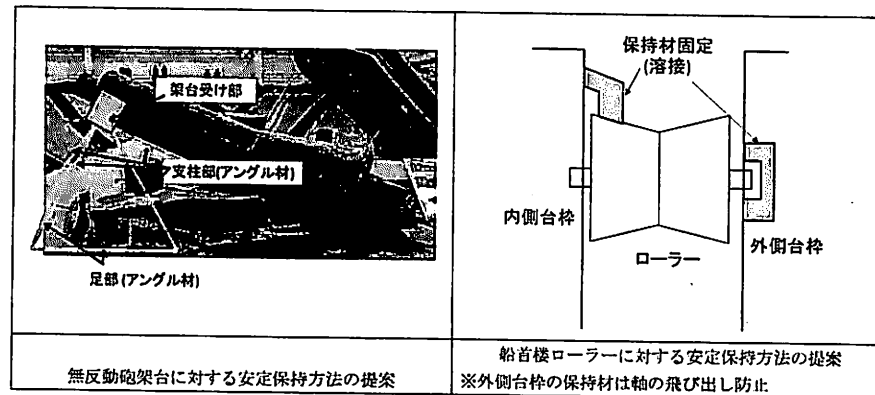 架台受け部
支柱部(アングル材)
足部(アングル材)
無反動砲架台に対する安定保持方法の提案
保持材固定
(溶接)
内側台枠
ローラー
外側台枠
船首楼ローラーに対する安定保持方法の提案
※外側台枠の保持材は軸の飛び出し防止